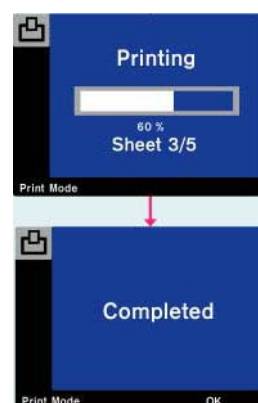 Printing
60 %
Sheet 3/5
Print Mode
Completed
Print Mode OK